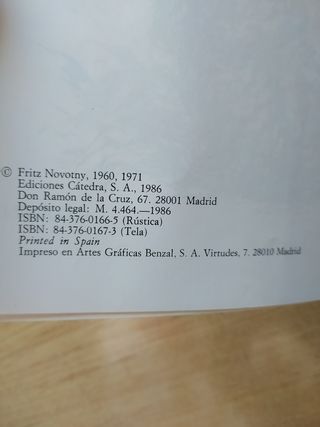 © Fritz Novotny, 1960, 1971
Ediciones Cátedra, S. A., 1986
Don Ramón de la Cruz, 67. 28001 Madrid
Depósito legal: M. 4.464.—1986
ISBN: 84-376-0166-5 (Rústica)
ISBN: 84-376-0167-3 (Tela)
Printed in Spain
Impreso en Artes Gráficas Benzal, S. A. Virtudes, 7. 28010 Madrid